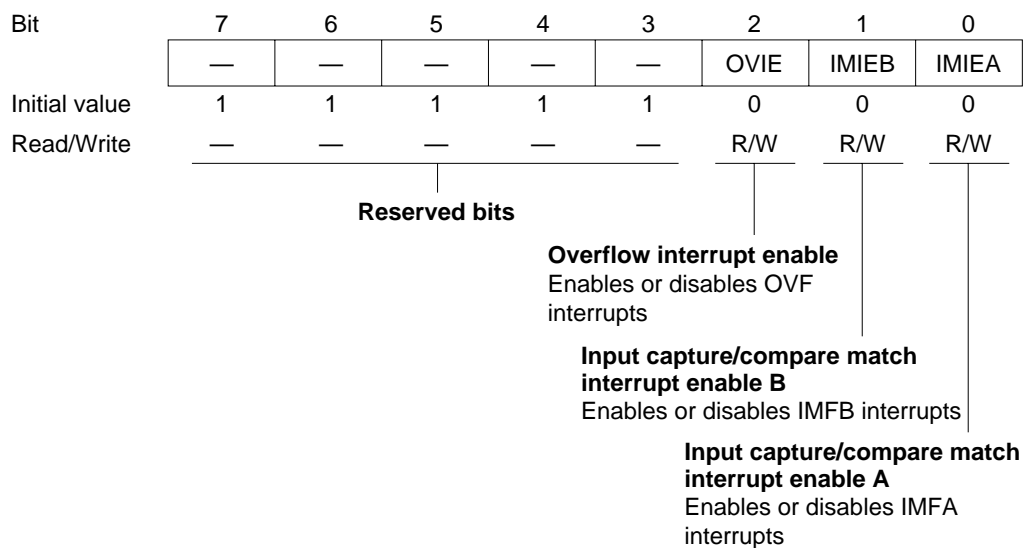 Bit 7 6 5 4 3 2 1 0
— — — — — OVIE IMIEB IMIEA
Initial value 1 1 1 1 1 0 0 0
Read/Write — — — — — R/W R/W R/W
Reserved bits
Overflow interrupt enable
Enables or disables OVF
interrupts
Input capture/compare match
interrupt enable B
Enables or disables IMFB interrupts
Input capture/compare match
interrupt enable A
Enables or disables IMFA
interrupts